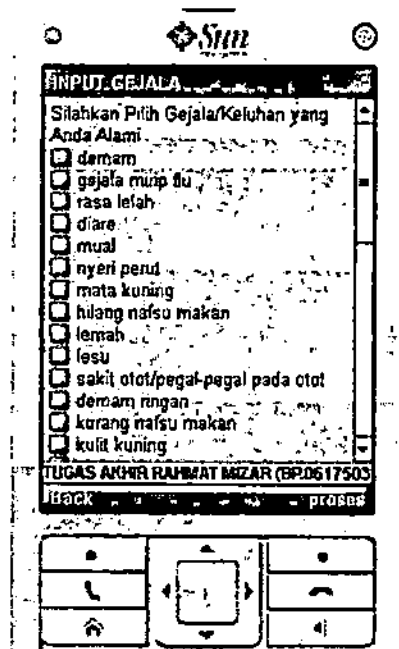 Sun
INPUT GEJALA
Silahkan Pilih Gejala/Keluhan yang
Anda Alami
demam
gejala mirip flu
rasa lelah
diare
mual
nyeri perut
mata kuning
hilang nafsu makan
lemah
lesu
sakit otot/pegal-pegal pada otot
demam ringan
kurang nafsu makan
kulit kuning
TUGAS AKHIR RAHMAT MIZAR (BP.0617503
Back proses